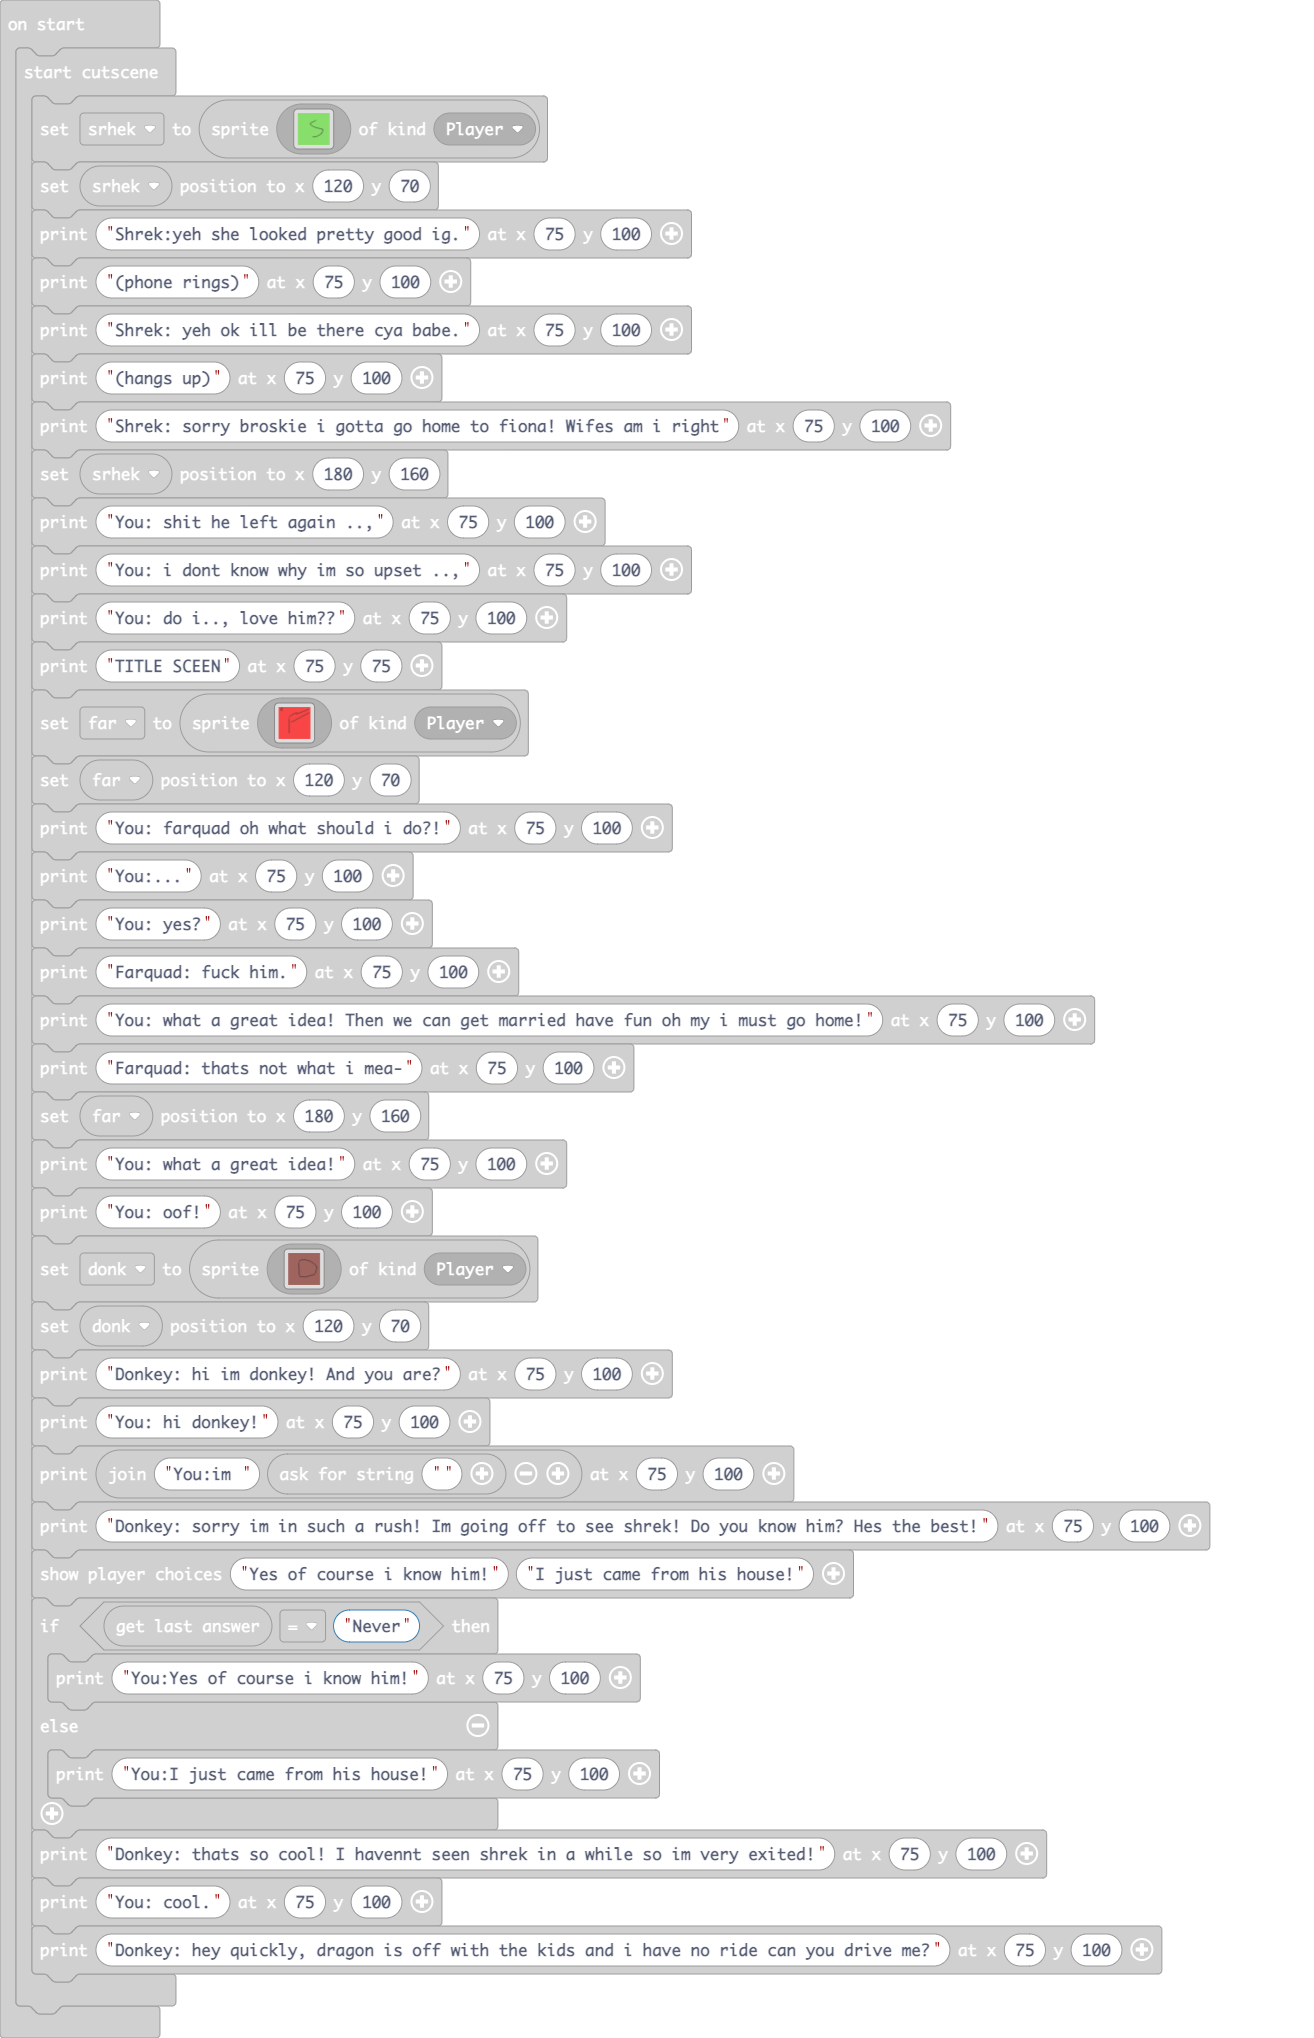 on start
start cutscene
set srhek to sprite S of kind Player
set srhek position to x 120 y 70
print "Shrek:yeh she looked pretty good ig." at x 75 y 100
print "(phone rings)" at x 75 y 100
print "Shrek: yeh ok ill be there cya babe." at x 75 y 100
print "(hangs up)" at x 75 y 100
print "Shrek: sorry broskie i gotta go home to fiona! Wifes am i right" at x 75 y 100
set srhek position to x 180 y 160
print "You: shit he left again ..," at x 75 y 100
print "You: i dont know why im so upset ..," at x 75 y 100
print "You: do i.., love him??" at x 75 y 100
print "TITLE SCEEN" at x 75 y 75
set far to sprite F of kind Player
set far position to x 120 y 70
print "You: farquad oh what should i do?!" at x 75 y 100
print "You:..." at x 75 y 100
print "You: yes?" at x 75 y 100
print "Farquad: fuck him." at x 75 y 100
print "You: what a great idea! Then we can get married have fun oh my i must go home!" at x 75 y 100
print "Farquad: thats not what i mea-" at x 75 y 100
set far position to x 180 y 160
print "You: what a great idea!" at x 75 y 100
print "You: oof!" at x 75 y 100
set donk to sprite D of kind Player
set donk position to x 120 y 70
print "Donkey: hi im donkey! And you are?" at x 75 y 100
print "You: hi donkey!" at x 75 y 100
print join "You:im " ask for string "" at x 75 y 100
print "Donkey: sorry im in such a rush! Im going off to see shrek! Do you know him? Hes the best!" at x 75 y 100
show player choices "Yes of course i know him!" "I just came from his house!"
if get last answer = "Never" then
print "You:Yes of course i know him!" at x 75 y 100
else
print "You:I just came from his house!" at x 75 y 100
print "Donkey: thats so cool! I havennt seen shrek in a while so im very exited!" at x 75 y 100
print "You: cool." at x 75 y 100
print "Donkey: hey quickly, dragon is off with the kids and i have no ride can you drive me?" at x 75 y 100